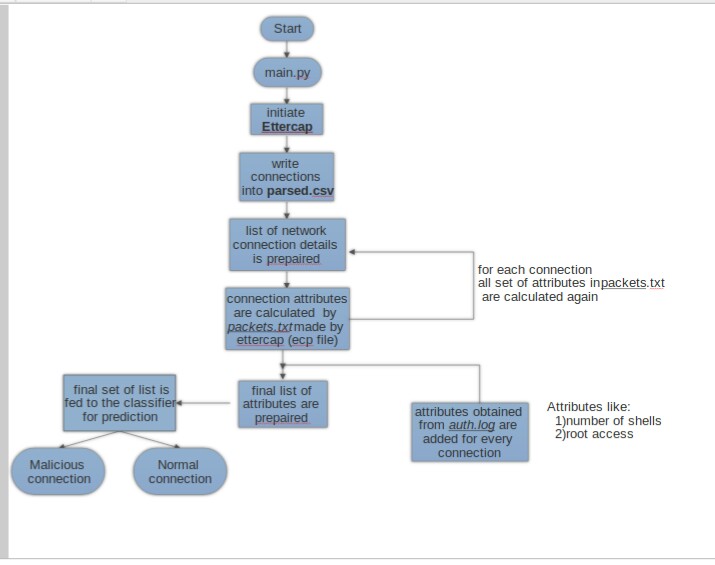 Start
main.py
initiate
Ettercap
write
connections
into parsed.csv
list of network
connection details
is prepaired
for each connection
all set of attributes inpackets.txt
are calculated again
connection attributes
are calculated by
packets.txtmade by
ettercap (ecp file)
final set of list is
fed to the classifier
for prediction
final list of
attributes are
prepaired
attributes obtained
from auth.log are
added for every
connection
Attributes like:
1)number of shells
2)root access
Malicious
connection
Normal
connection